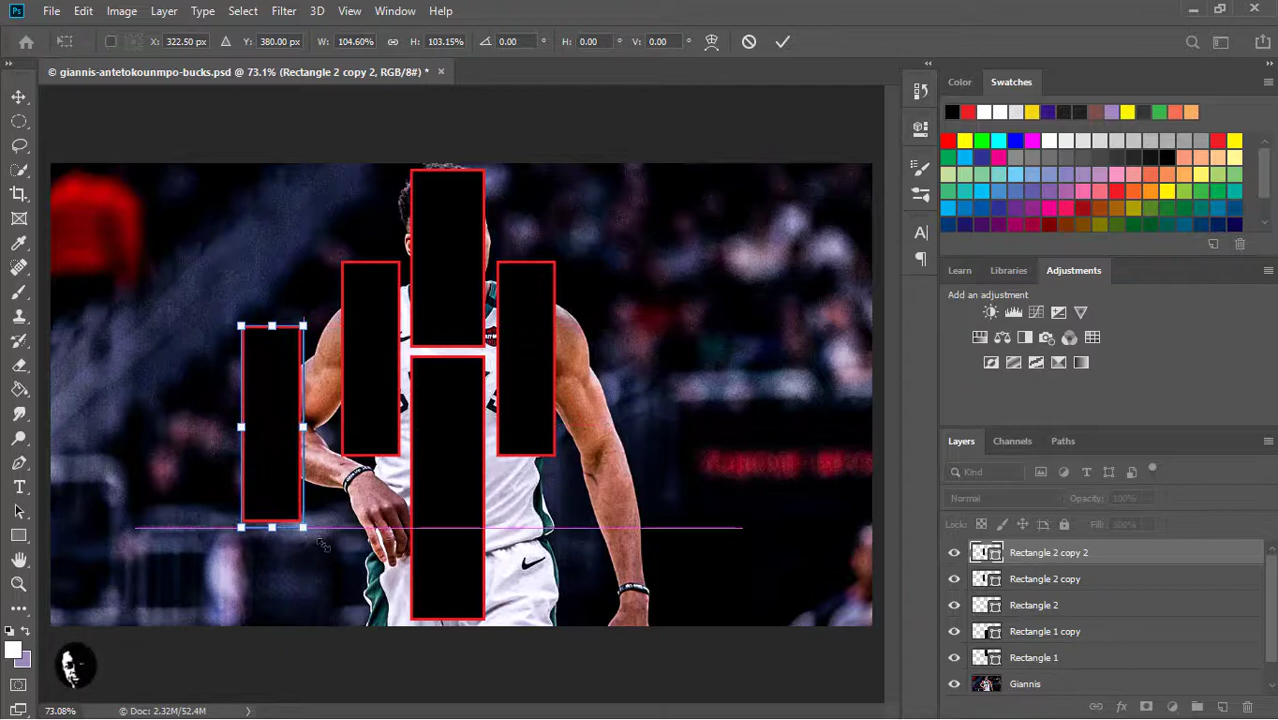 Ps File Edit Image Layer Type Select Filter 3D View Window Help
X: 322.50 px Y: 380.00 px W: 104.60% H: 103.15% 0.00 ° H: 0.00 ° V: 0.00 °
© giannis-antetokounmpo-bucks.psd @ 73.1% (Rectangle 2 copy 2, RGB/8#) * ×
Color Swatches
Learn Libraries Adjustments
Add an adjustment
Layers Channels Paths
Kind
Normal Opacity: 100%
Lock: Fill: 100%
Rectangle 2 copy 2
Rectangle 2 copy
Rectangle 2
Rectangle 1 copy
Rectangle 1
Giannis
73.08% Doc: 2.32M/52.4M